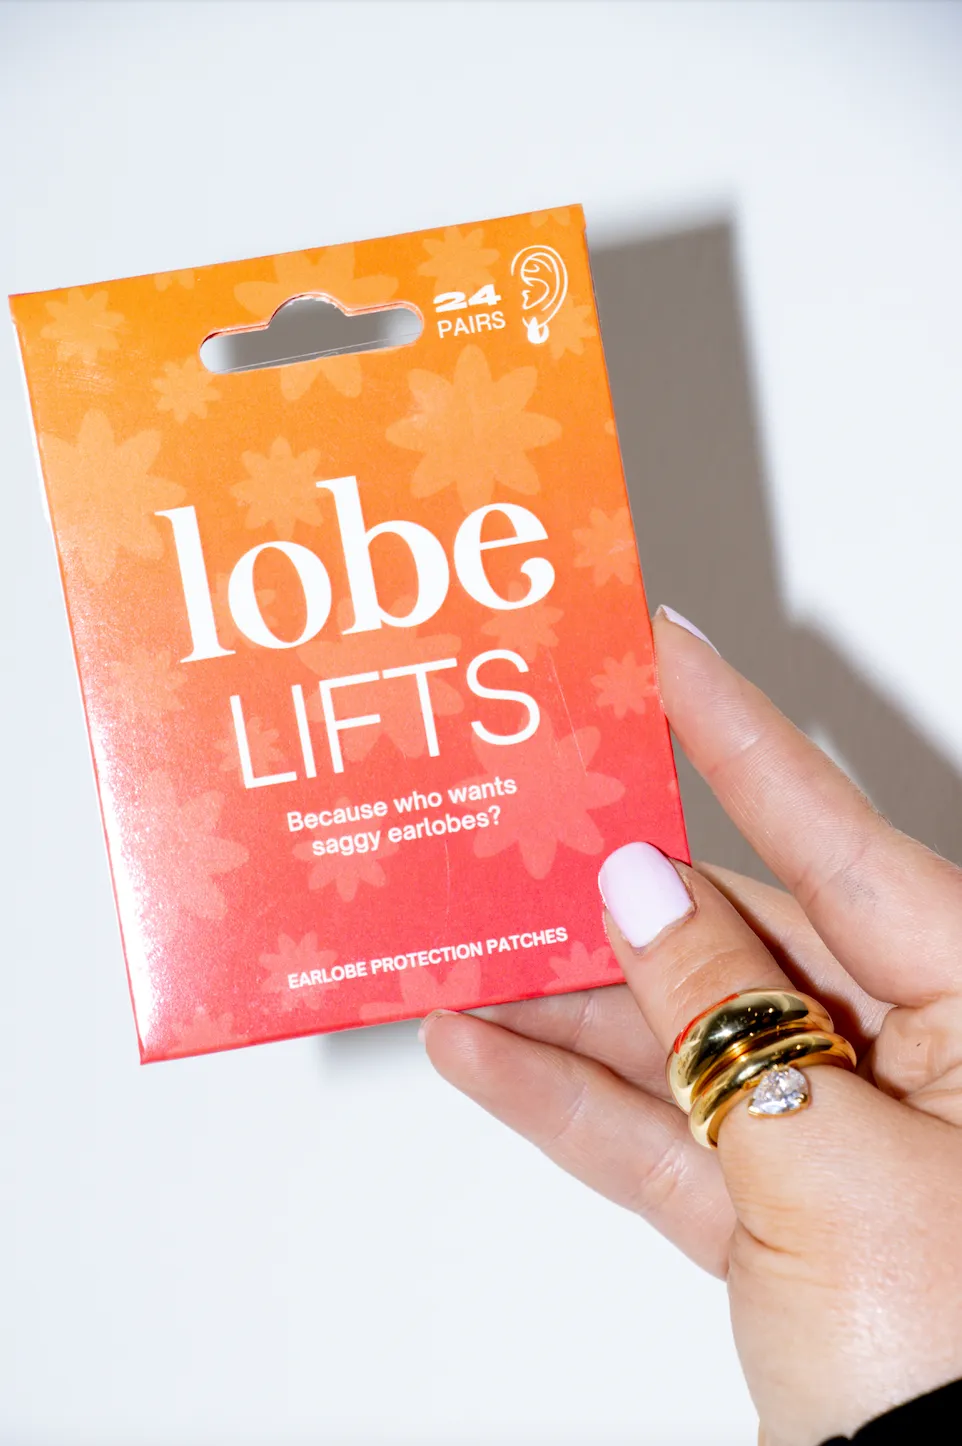 24
PAIRS
lobe
LIFTS
Because who wants
saggy earlobes?
EARLOBE PROTECTION PATCHES